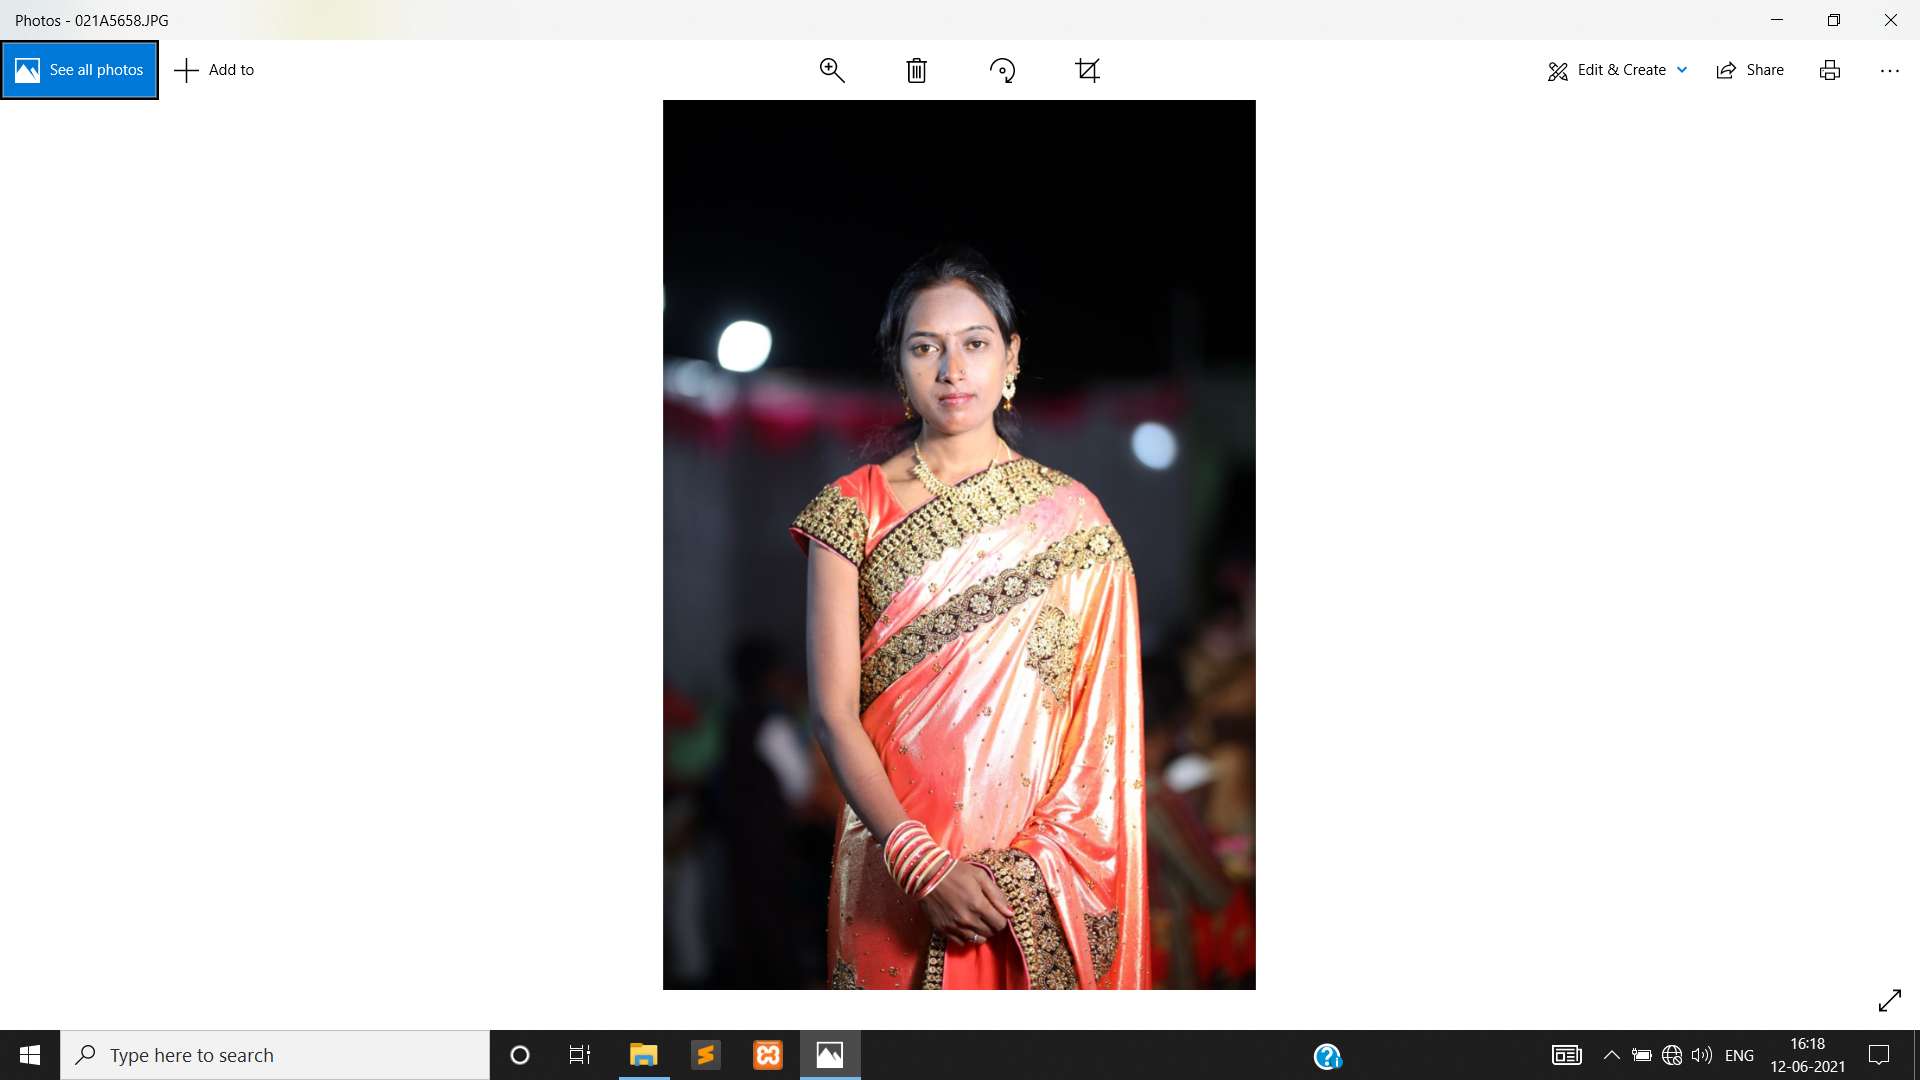 Photos - 021A5658.JPG
See all photos
Add to
Edit & Create
Share
Type here to search
ENG
16:18
12-06-2021